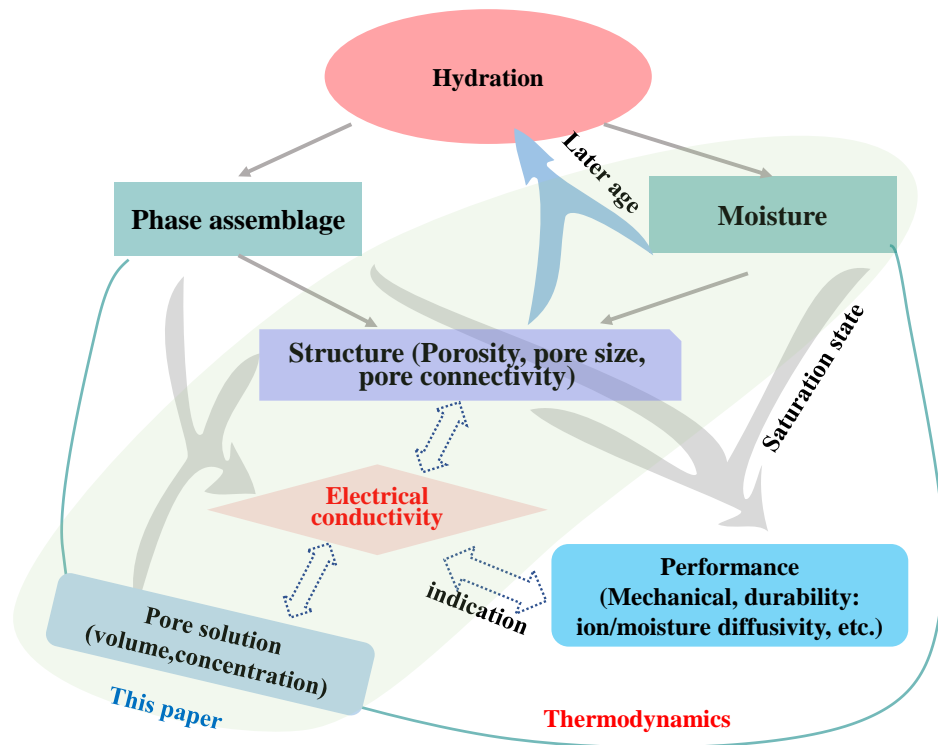 Hydration
Later age
Phase assemblage
Moisture
Structure (Porosity, pore size,
pore connectivity)
Saturation state
Electrical
conductivity
Performance
(Mechanical, durability:
ion/moisture diffusivity, etc.)
indication
Pore solution
(volume,concentration)
This paper
Thermodynamics